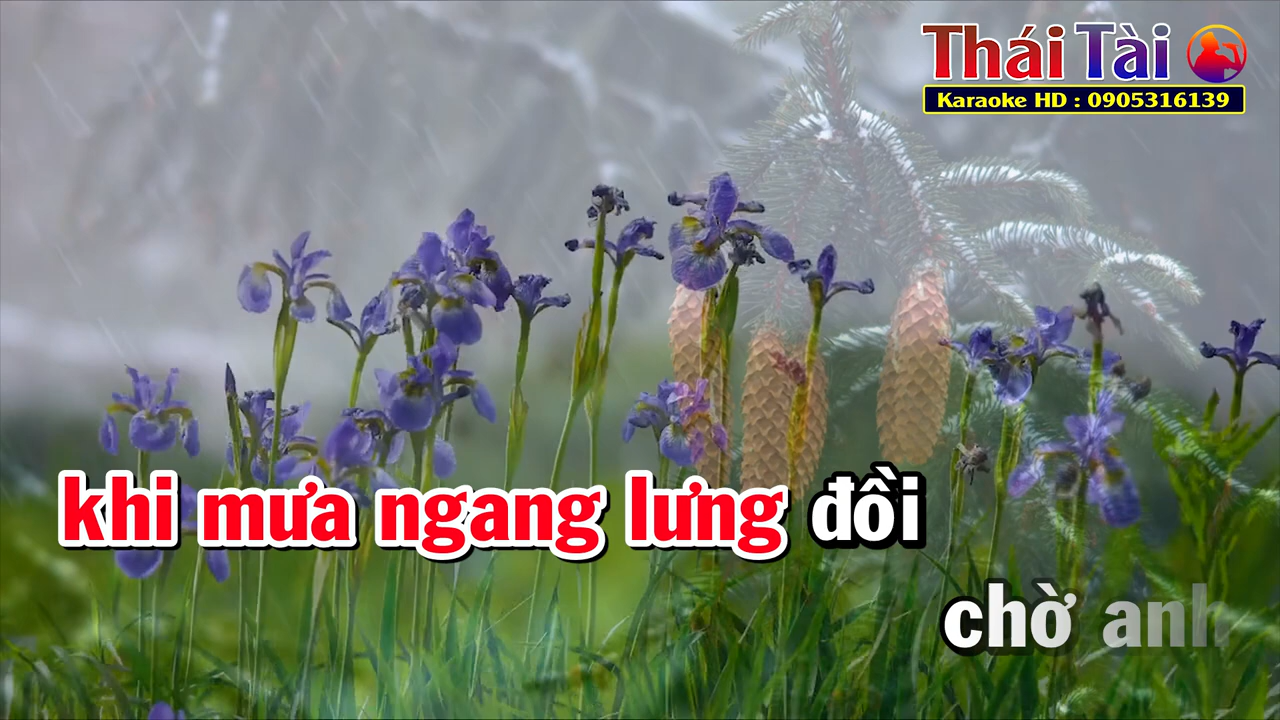 Thái Tài
Karaoke HD : 0905316139
khi mưa ngang lưng đồi
chờ anh